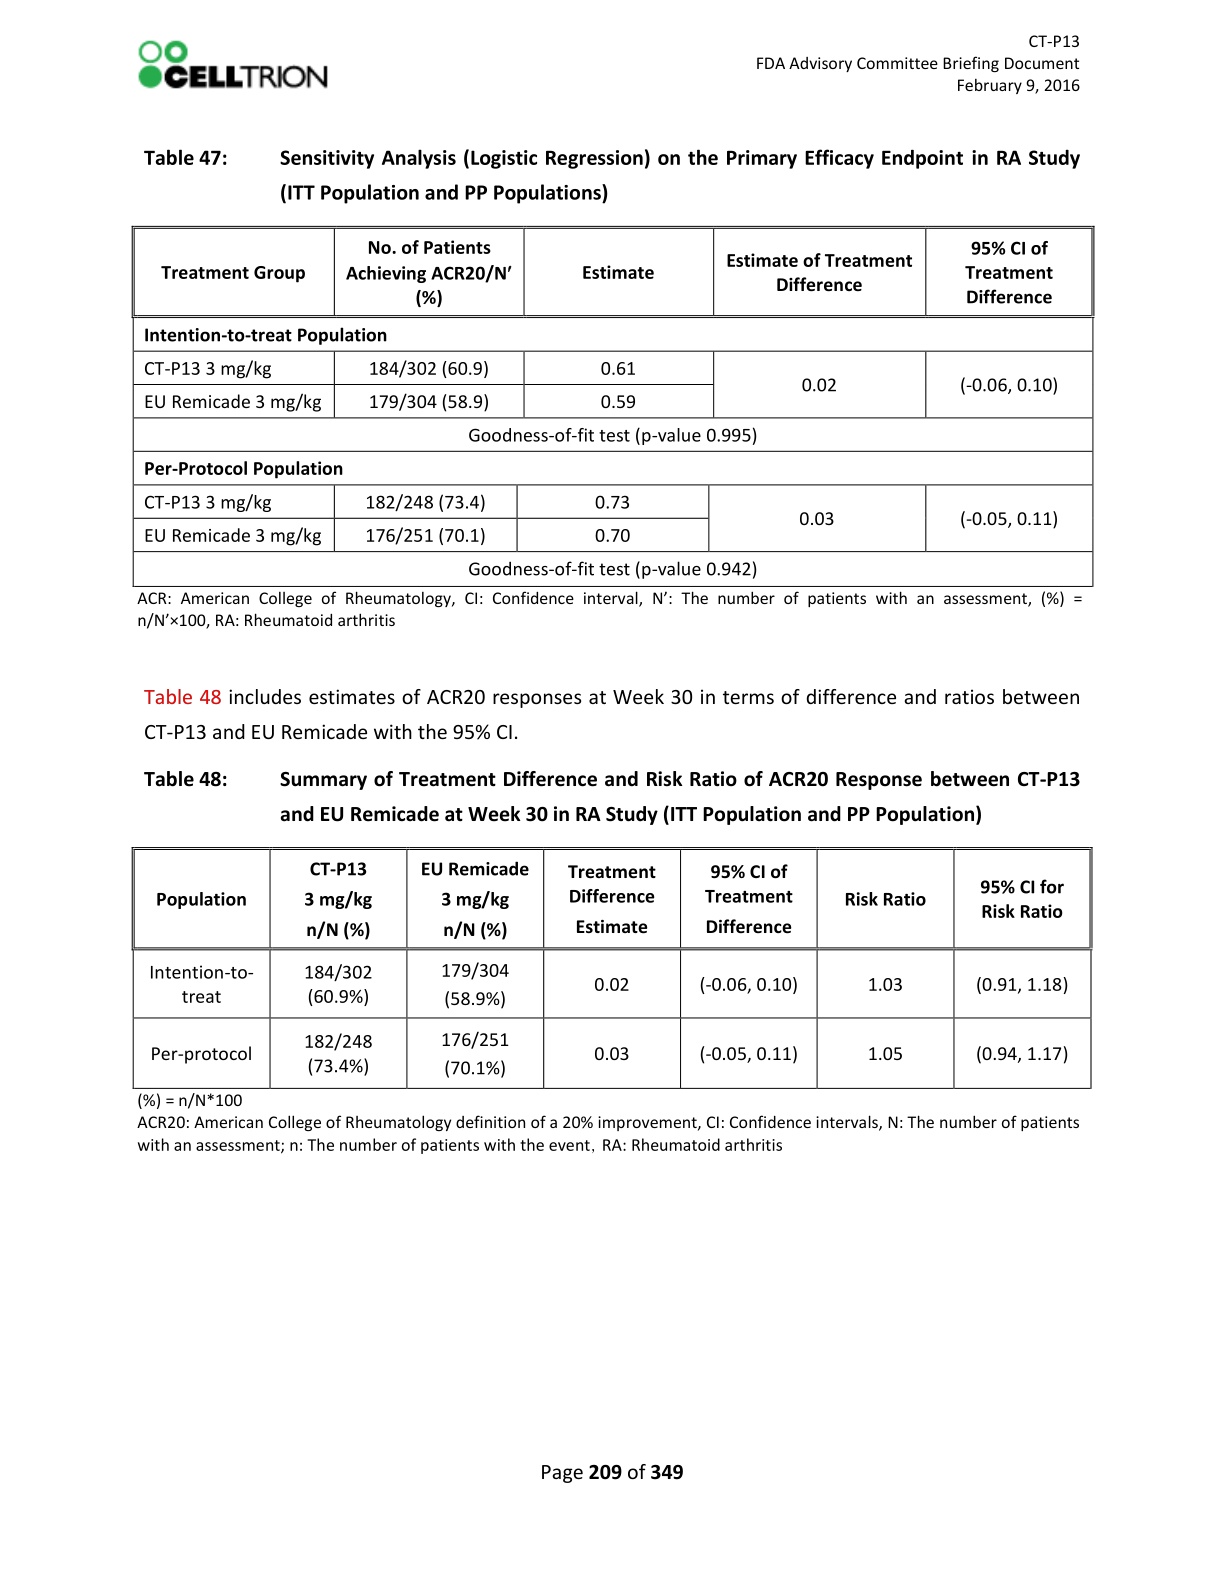 CELLTRION
CT-P13
FDA Advisory Committee Briefing Document
February 9, 2016
Table 47: Sensitivity Analysis (Logistic Regression) on the Primary Efficacy Endpoint in RA Study
(ITT Population and PP Populations)
Treatment Group
No. of Patients
Achieving ACR20/N’
(%)
Estimate
Estimate of Treatment
Difference
95% CI of
Treatment
Difference
Intention-to-treat Population
CT-P13 3 mg/kg 184/302 (60.9) 0.61
0.02 (-0.06, 0.10)
EU Remicade 3 mg/kg 179/304 (58.9) 0.59
Goodness-of-fit test (p-value 0.995)
Per-Protocol Population
CT-P13 3 mg/kg 182/248 (73.4) 0.73
0.03 (-0.05, 0.11)
EU Remicade 3 mg/kg 176/251 (70.1) 0.70
Goodness-of-fit test (p-value 0.942)
ACR: American College of Rheumatology, CI: Confidence interval, N’: The number of patients with an assessment, (%) =
n/N’×100, RA: Rheumatoid arthritis
Table 48 includes estimates of ACR20 responses at Week 30 in terms of difference and ratios between
CT-P13 and EU Remicade with the 95% CI.
Table 48: Summary of Treatment Difference and Risk Ratio of ACR20 Response between CT-P13
and EU Remicade at Week 30 in RA Study (ITT Population and PP Population)
Population
CT-P13
3 mg/kg
n/N (%)
EU Remicade
3 mg/kg
n/N (%)
Treatment
Difference
Estimate
95% CI of
Treatment
Difference
Risk Ratio
95% CI for
Risk Ratio
Intention-to-
treat
184/302
(60.9%)
179/304
(58.9%)
0.02
(-0.06, 0.10)
1.03
(0.91, 1.18)
Per-protocol
182/248
(73.4%)
176/251
(70.1%)
0.03
(-0.05, 0.11)
1.05
(0.94, 1.17)
(%) = n/N*100
ACR20: American College of Rheumatology definition of a 20% improvement, CI: Confidence intervals, N: The number of patients
with an assessment; n: The number of patients with the event, RA: Rheumatoid arthritis
Page 209 of 349